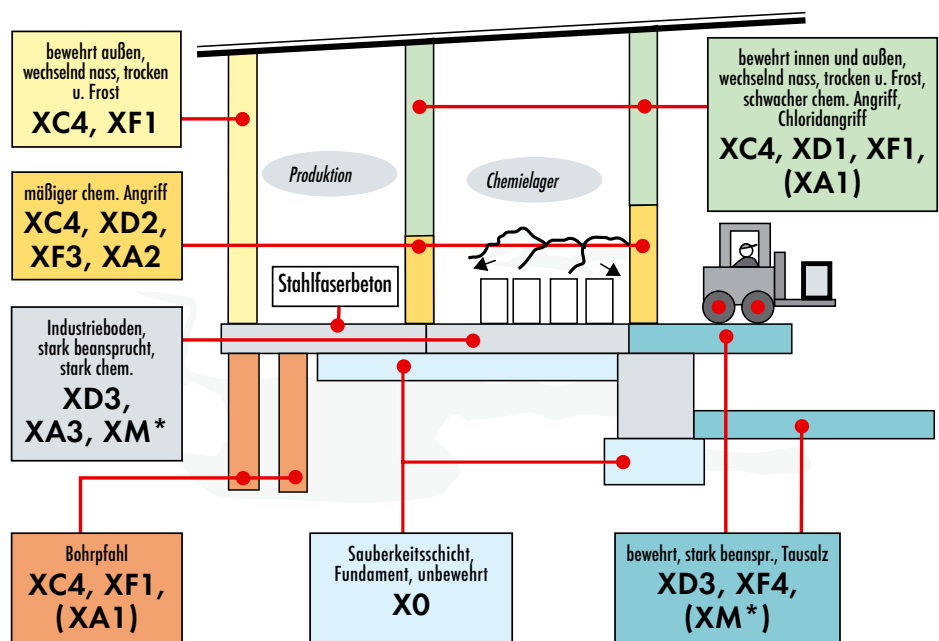 bewehrt außen,
wechselnd nass, trocken
u. Frost
XC4, XF1
mäßiger chem. Angriff
XC4, XD2,
XF3, XA2
Industrieboden,
stark beansprucht,
stark chem.
XD3,
XA3, XM*
Bohrpfahl
XC4, XF1,
(XA1)
Produktion
Chemielager
Stahlfaserbeton
Sauberkeitsschicht,
Fundament, unbewehrt
X0
bewehrt innen und außen,
wechselnd nass, trocken u. Frost,
schwacher chem. Angriff,
Chloridangriff
XC4, XD1, XF1,
(XA1)
bewehrt, stark beanspr., Tausalz
XD3, XF4,
(XM*)